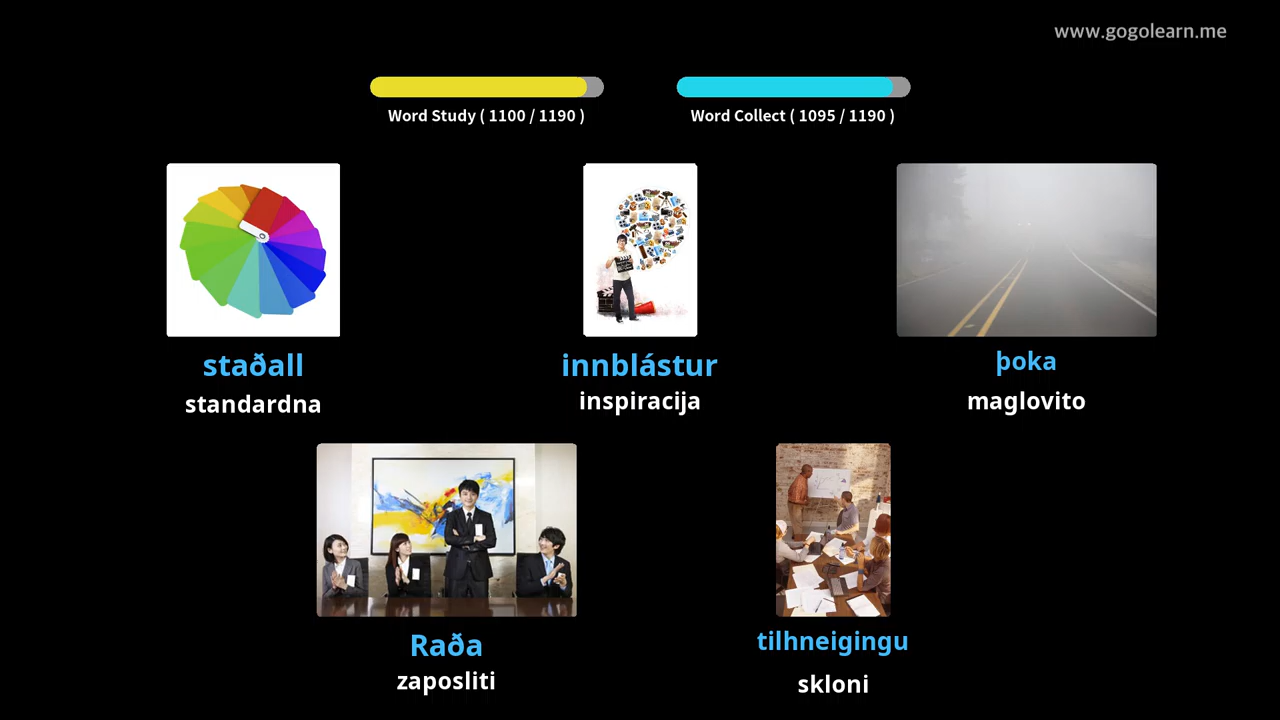 www.gogolearn.me
Word Study ( 1100 / 1190 )
Word Collect ( 1095 / 1190 )
staðall
standardna
innblástur
inspiracija
þoka
maglovito
Raða
zaposliti
tilhneigingu
skloni